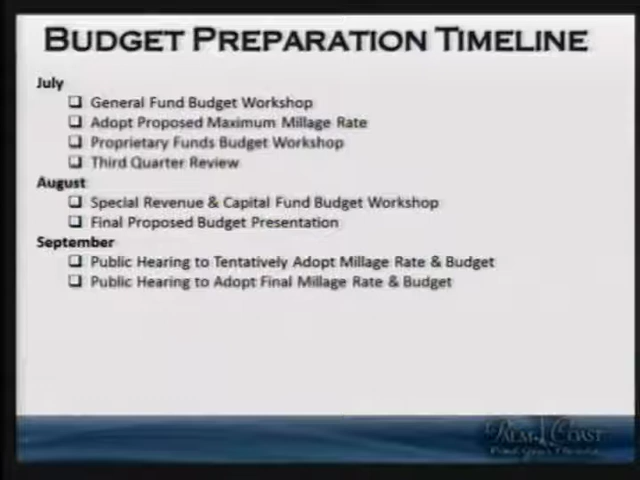 BUDGET PREPARATION TIMELINE
July
General Fund Budget Workshop
Adopt Proposed Maximum Millage Rate
Proprietary Funds Budget Workshop
Third Quarter Review
August
Special Revenue & Capital Fund Budget Workshop
Final Proposed Budget Presentation
September
Public Hearing to Tentatively Adopt Millage Rate & Budget
Public Hearing to Adopt Final Millage Rate & Budget
PALM COAST